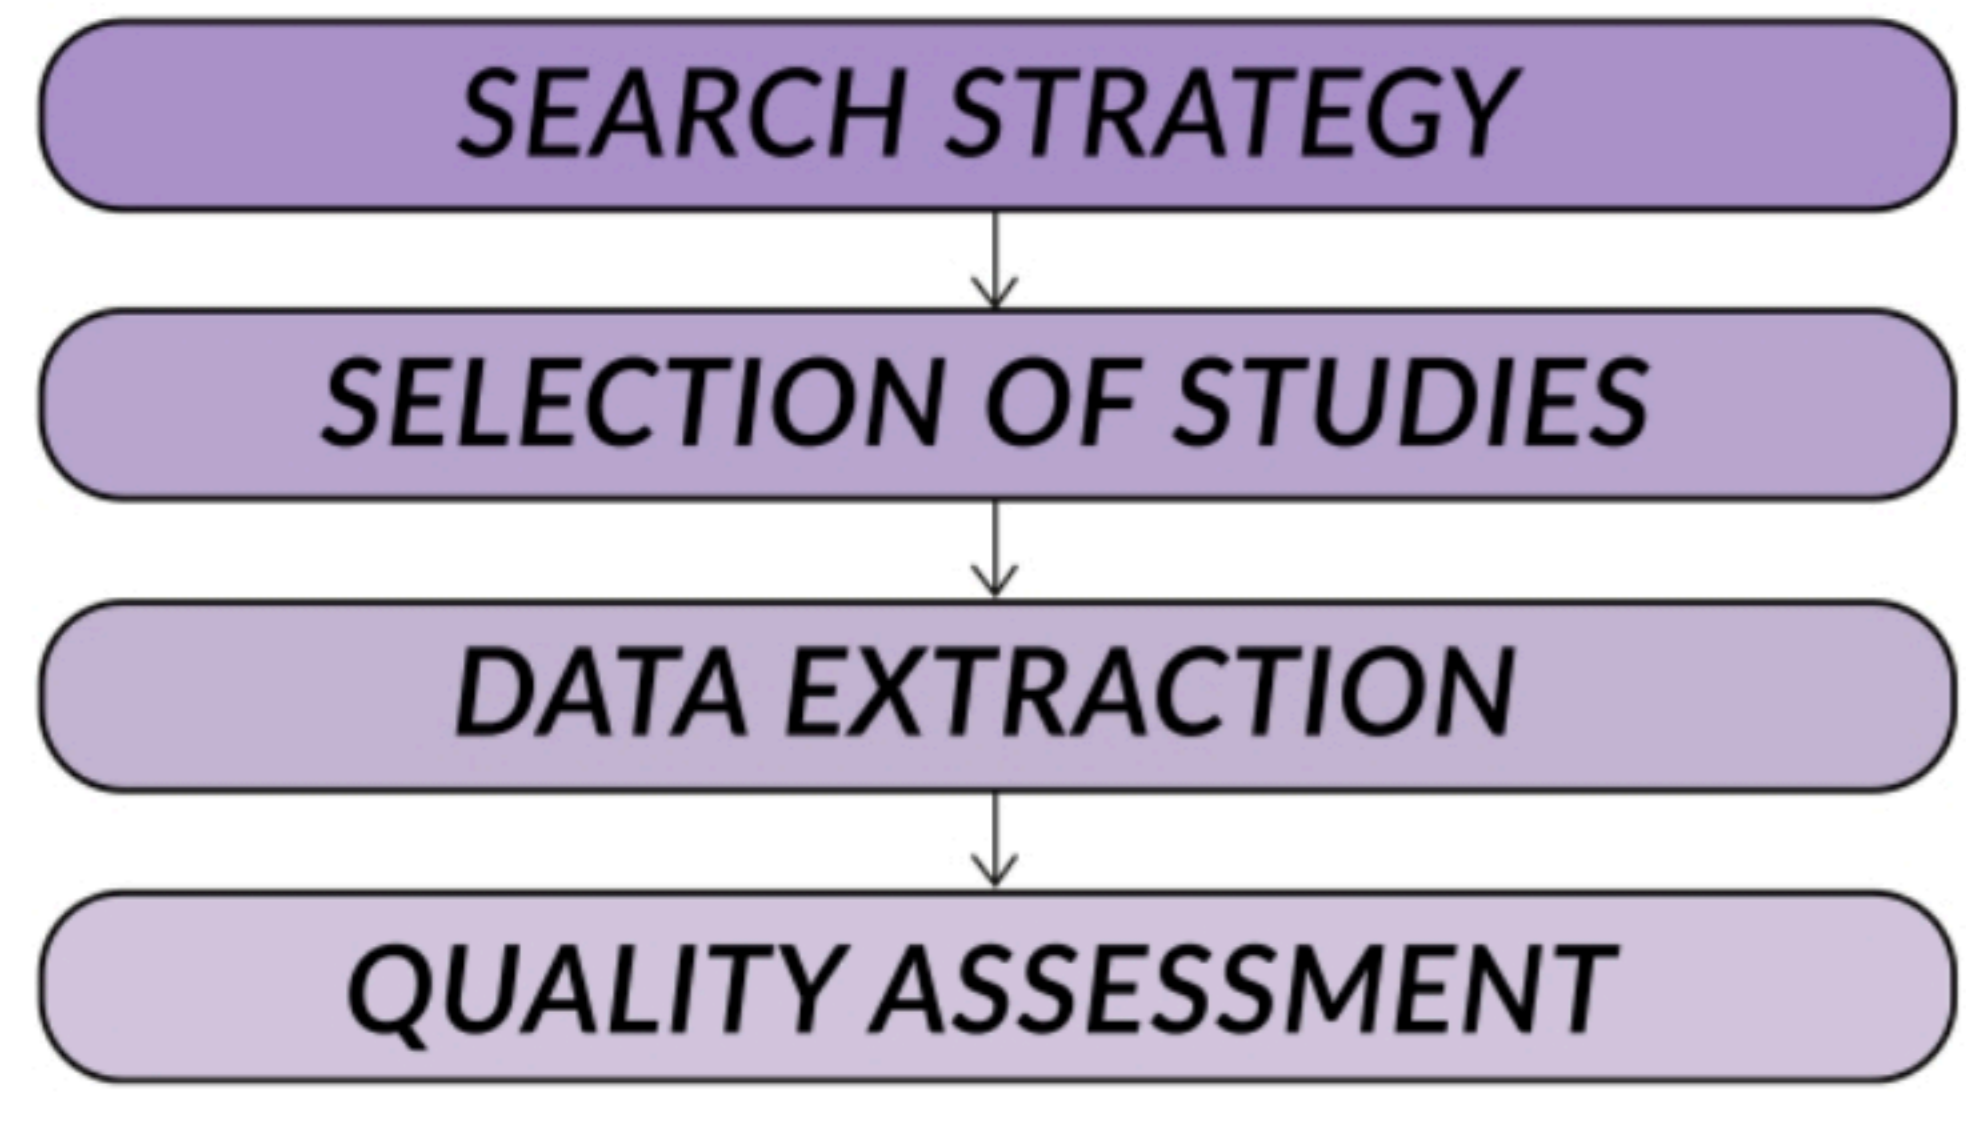 SEARCH STRATEGY
SELECTION OF STUDIES
DATA EXTRACTION
QUALITY ASSESSMENT